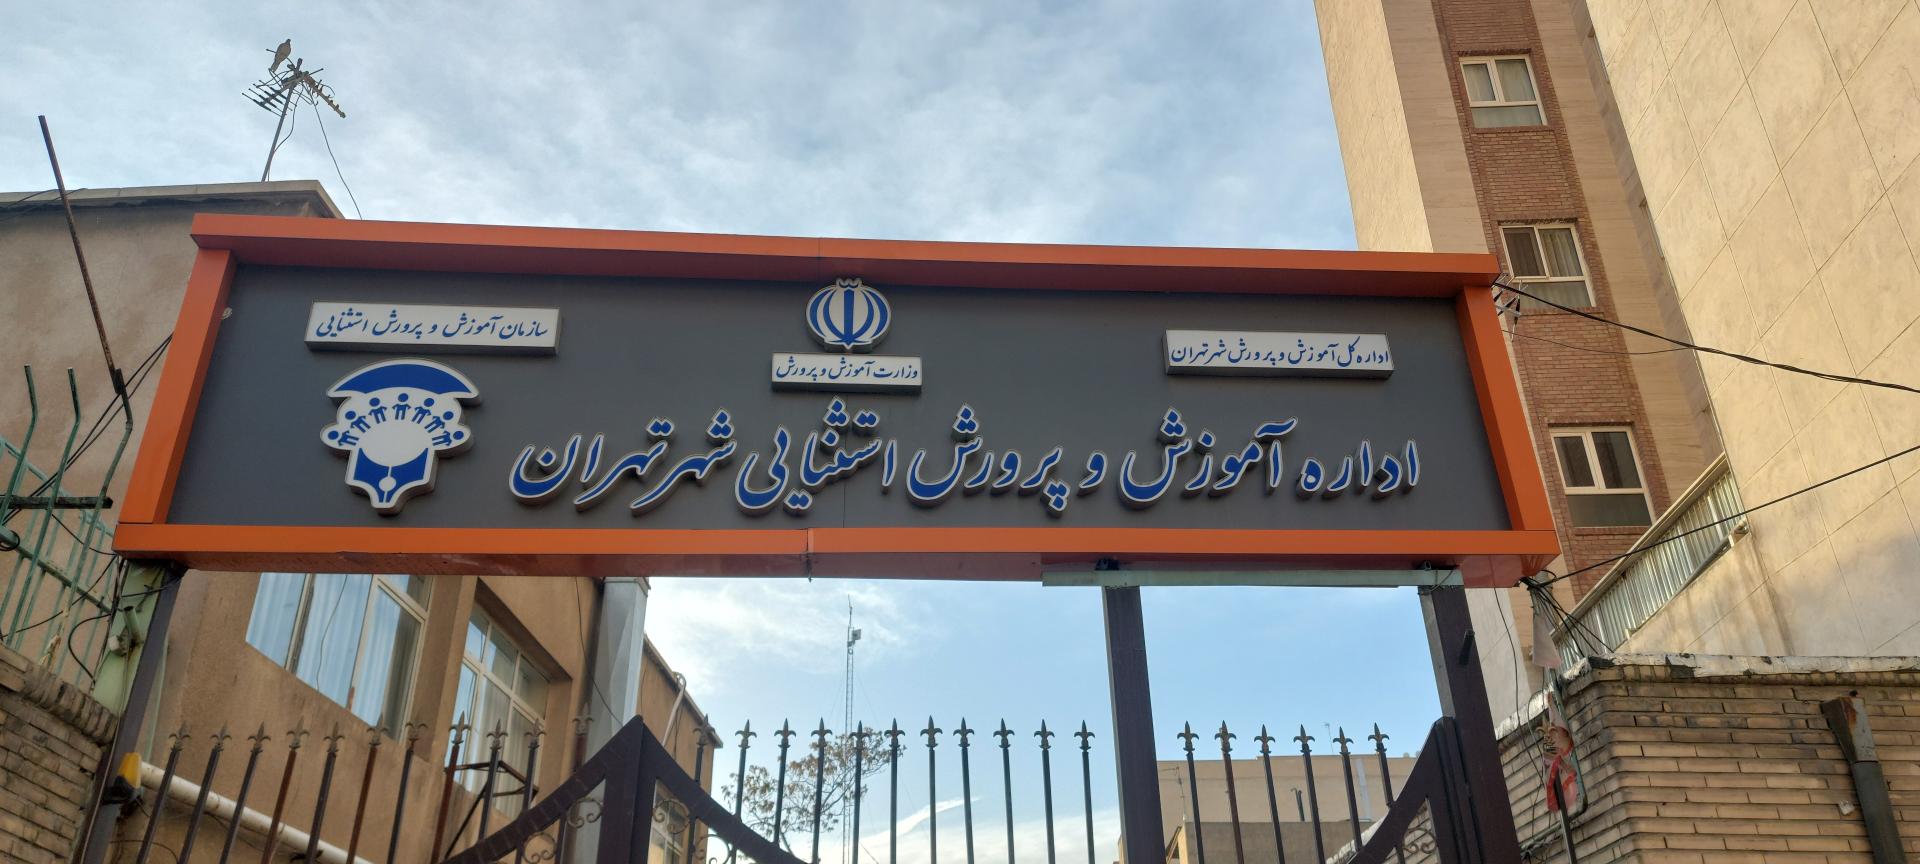 اداره کل آموزش و پرورش شهر تهران
وزارت آموزش و پرورش
سازمان آموزش و پرورش استثنایی
اداره آموزش و پرورش استثنایی شهر تهران